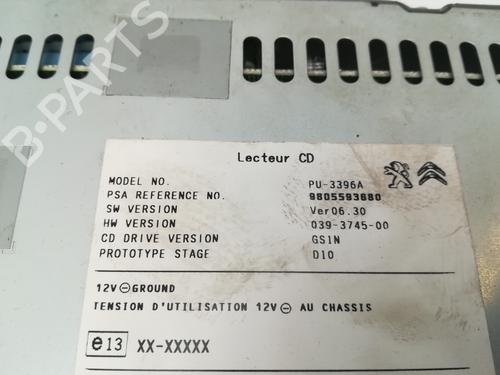 Lecteur CD
MODEL NO. PU-3396A
PSA REFERENCE NO. 9805593880
SW VERSION Ver06.30
HW VERSION 039-3745-00
CD DRIVE VERSION GS1N
PROTOTYPE STAGE D10
12V⊖GROUND
TENSION D'UTILISATION 12V⊖ AU CHASSIS
e13 XX-XXXXX
B-PARTS